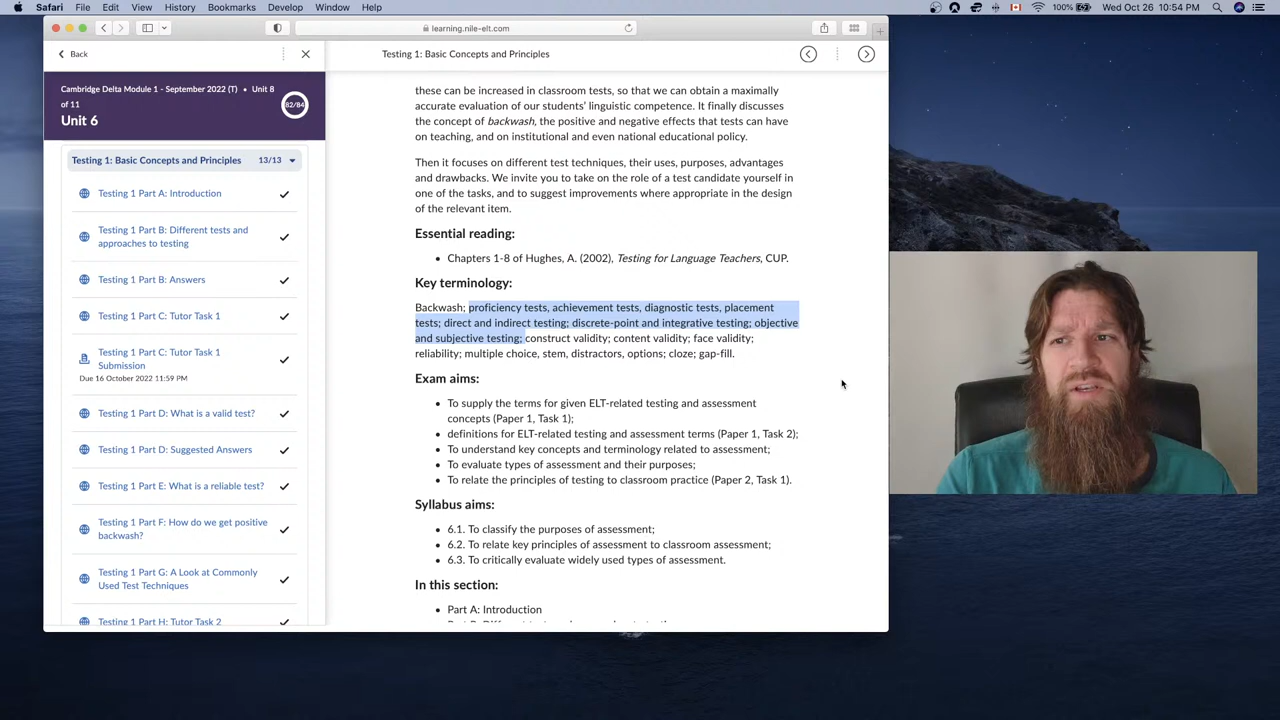 Safari File Edit View History Bookmarks Develop Window Help
100% Wed Oct 26 10:54 PM
learning.nile-elt.com
Back
Testing 1: Basic Concepts and Principles
Cambridge Delta Module 1 - September 2022 (T) • Unit 8
of 11
82/84
Unit 6
Testing 1: Basic Concepts and Principles 13/13
Testing 1 Part A: Introduction
Testing 1 Part B: Different tests and
approaches to testing
Testing 1 Part B: Answers
Testing 1 Part C: Tutor Task 1
Testing 1 Part C: Tutor Task 1
Submission
Due 16 October 2022 11:59 PM
Testing 1 Part D: What is a valid test?
Testing 1 Part D: Suggested Answers
Testing 1 Part E: What is a reliable test?
Testing 1 Part F: How do we get positive
backwash?
Testing 1 Part G: A Look at Commonly
Used Test Techniques
Testing 1 Part H: Tutor Task 2
these can be increased in classroom tests, so that we can obtain a maximally
accurate evaluation of our students' linguistic competence. It finally discusses
the concept of backwash, the positive and negative effects that tests can have
on teaching, and on institutional and even national educational policy.
Then it focuses on different test techniques, their uses, purposes, advantages
and drawbacks. We invite you to take on the role of a test candidate yourself in
one of the tasks, and to suggest improvements where appropriate in the design
of the relevant item.
Essential reading:
• Chapters 1-8 of Hughes, A. (2002), Testing for Language Teachers, CUP.
Key terminology:
Backwash; proficiency tests, achievement tests, diagnostic tests, placement
tests; direct and indirect testing; discrete-point and integrative testing; objective
and subjective testing; construct validity; content validity; face validity;
reliability; multiple choice, stem, distractors, options; cloze; gap-fill.
Exam aims:
• To supply the terms for given ELT-related testing and assessment
concepts (Paper 1, Task 1);
• definitions for ELT-related testing and assessment terms (Paper 1, Task 2);
• To understand key concepts and terminology related to assessment;
• To evaluate types of assessment and their purposes;
• To relate the principles of testing to classroom practice (Paper 2, Task 1).
Syllabus aims:
• 6.1. To classify the purposes of assessment;
• 6.2. To relate key principles of assessment to classroom assessment;
• 6.3. To critically evaluate widely used types of assessment.
In this section:
• Part A: Introduction